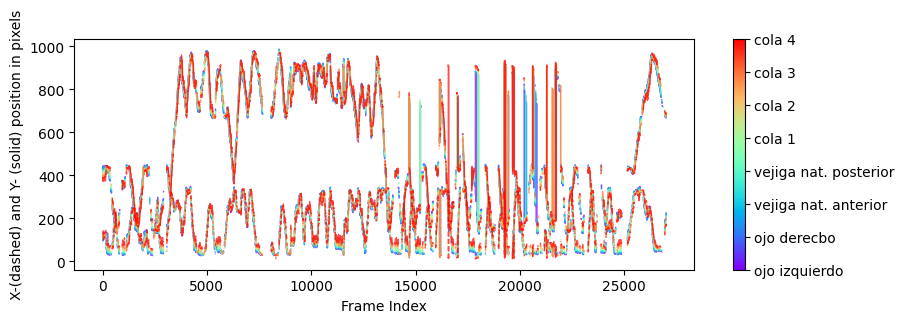 X-(dashed) and Y- (solid) position in pixels
1000
800
600
400
200
0
0 5000 10000 15000 20000 25000
Frame Index
cola 4
cola 3
cola 2
cola 1
vejiga nat. posterior
vejiga nat. anterior
ojo derecbo
ojo izquierdo